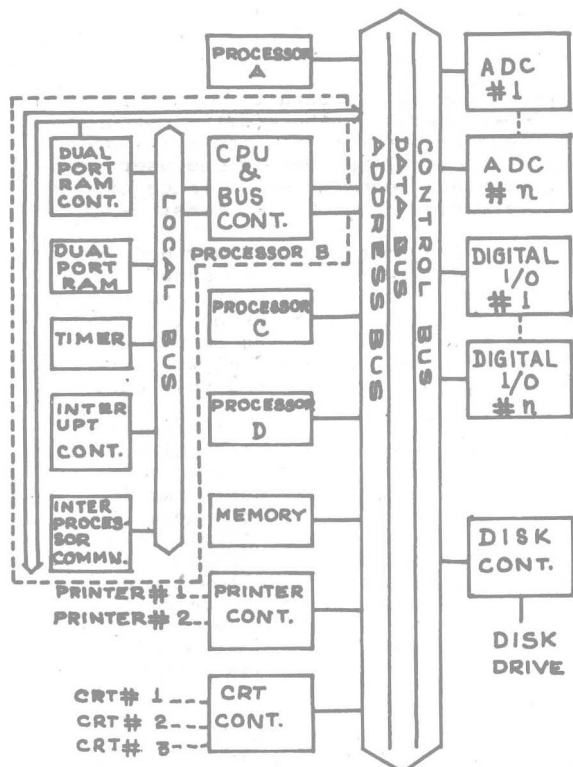 PROCESSOR
A
DUAL
PORT
RAM
CONT.
DUAL
PORT
RAM
TIMER
INTER
UPT
CONT.
INTER
PROCES-
SOR
COMMN.
LOCAL BUS
CPU
&
BUS
CONT.
PROCESSOR B
PROCESSOR
C
PROCESSOR
D
MEMORY
PRINTER # 1
PRINTER # 2
PRINTER
CONT.
CRT # 1
CRT # 2
CRT # 3
CRT
CONT.
ADDRESS BUS
DATA BUS
CONTROL BUS
ADC
#1
ADC
# n
DIGITAL
I/O
# 1
DIGITAL
I/O
# n
DISK
CONT.
DISK
DRIVE